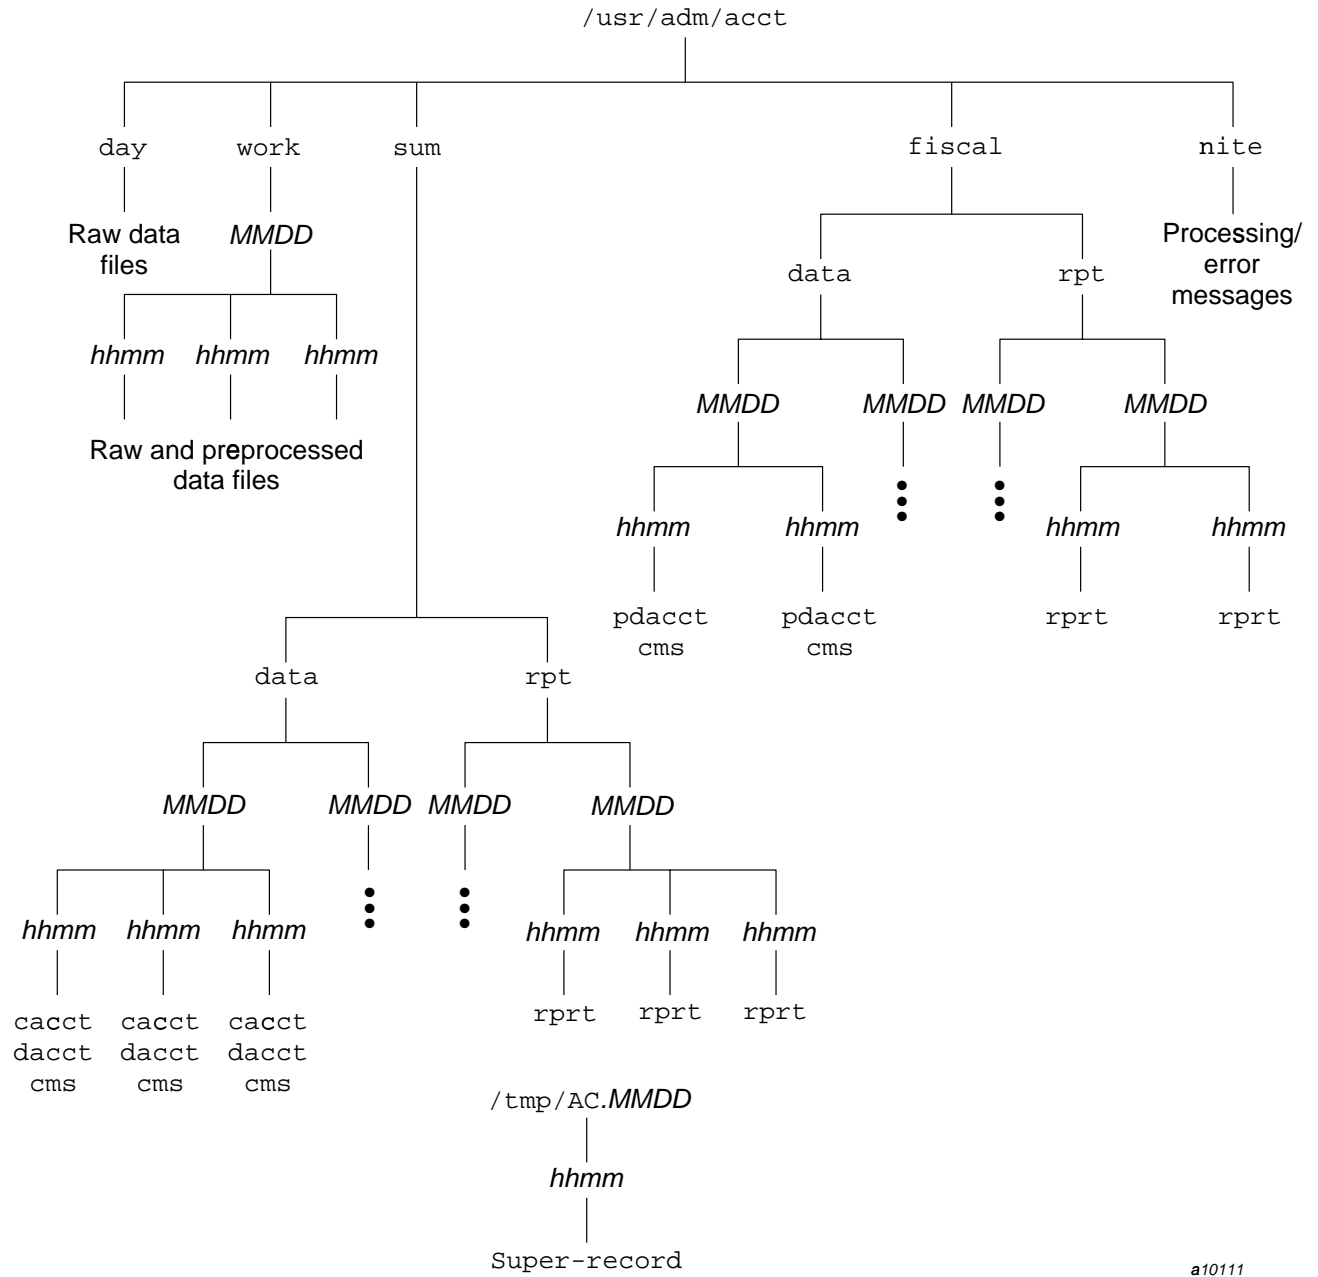 /usr/adm/acct
day work sum fiscal nite
Raw data
files
MMDD
Processing/
error
messages
data rpt
hhmm hhmm hhmm
Raw and preprocessed
data files
MMDD MMDD MMDD MMDD
hhmm hhmm hhmm hhmm
pdacct pdacct rprt rprt
cms cms
data rpt
MMDD MMDD MMDD MMDD
hhmm hhmm hhmm hhmm hhmm hhmm
cacct cacct cacct rprt rprt rprt
dacct dacct dacct
cms cms cms
/tmp/AC.MMDD
hhmm
Super-record
a10111